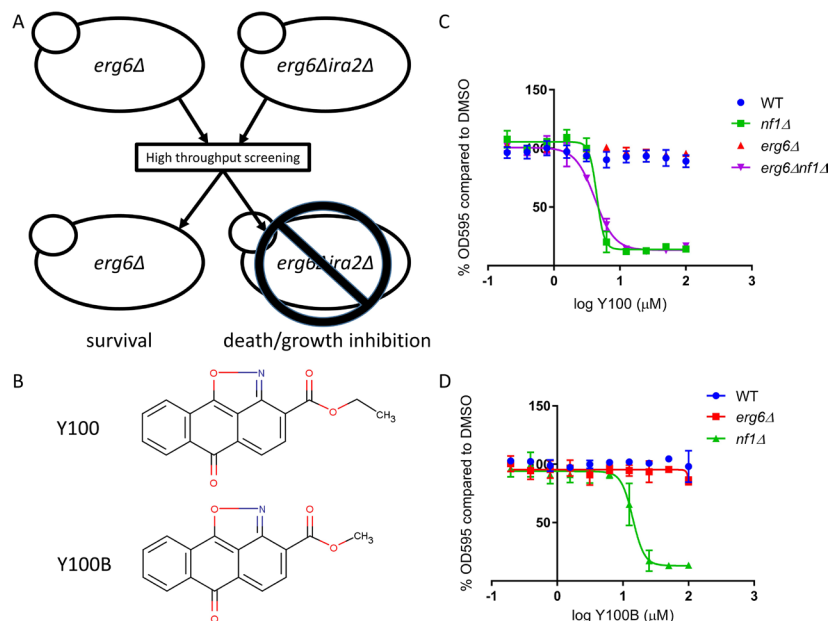 A
erg6Δ
erg6Δira2Δ
High throughput screening
erg6Δ
erg6Δira2Δ
survival
death/growth inhibition
B
Y100
O
N
O
O
CH3
O
Y100B
O
N
O
O
CH3
O
C
% OD595 compared to DMSO
150
100
50
-1
0
1
2
3
log Y100 (µM)
WT
nf1Δ
erg6Δ
erg6Δnf1Δ
D
% OD595 compared to DMSO
150
100
50
-1
0
1
2
3
log Y100B (µM)
WT
erg6Δ
nf1Δ